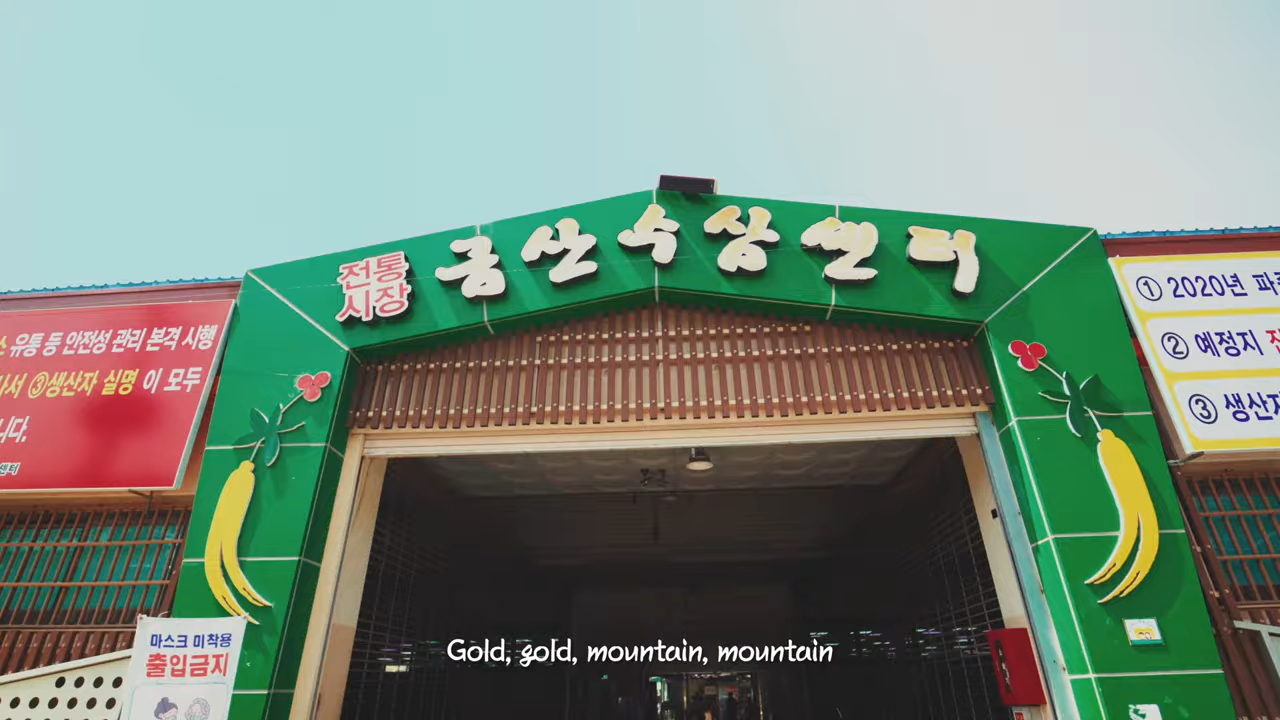 전통
시장
금산수삼센터
유통 등 안전성 관리 본격 시행
③생산자 실명 이 모두
니다.
센터
① 2020년
② 예정지
③ 생산자
마스크 미착용
출입금지
Gold, gold, mountain, mountain